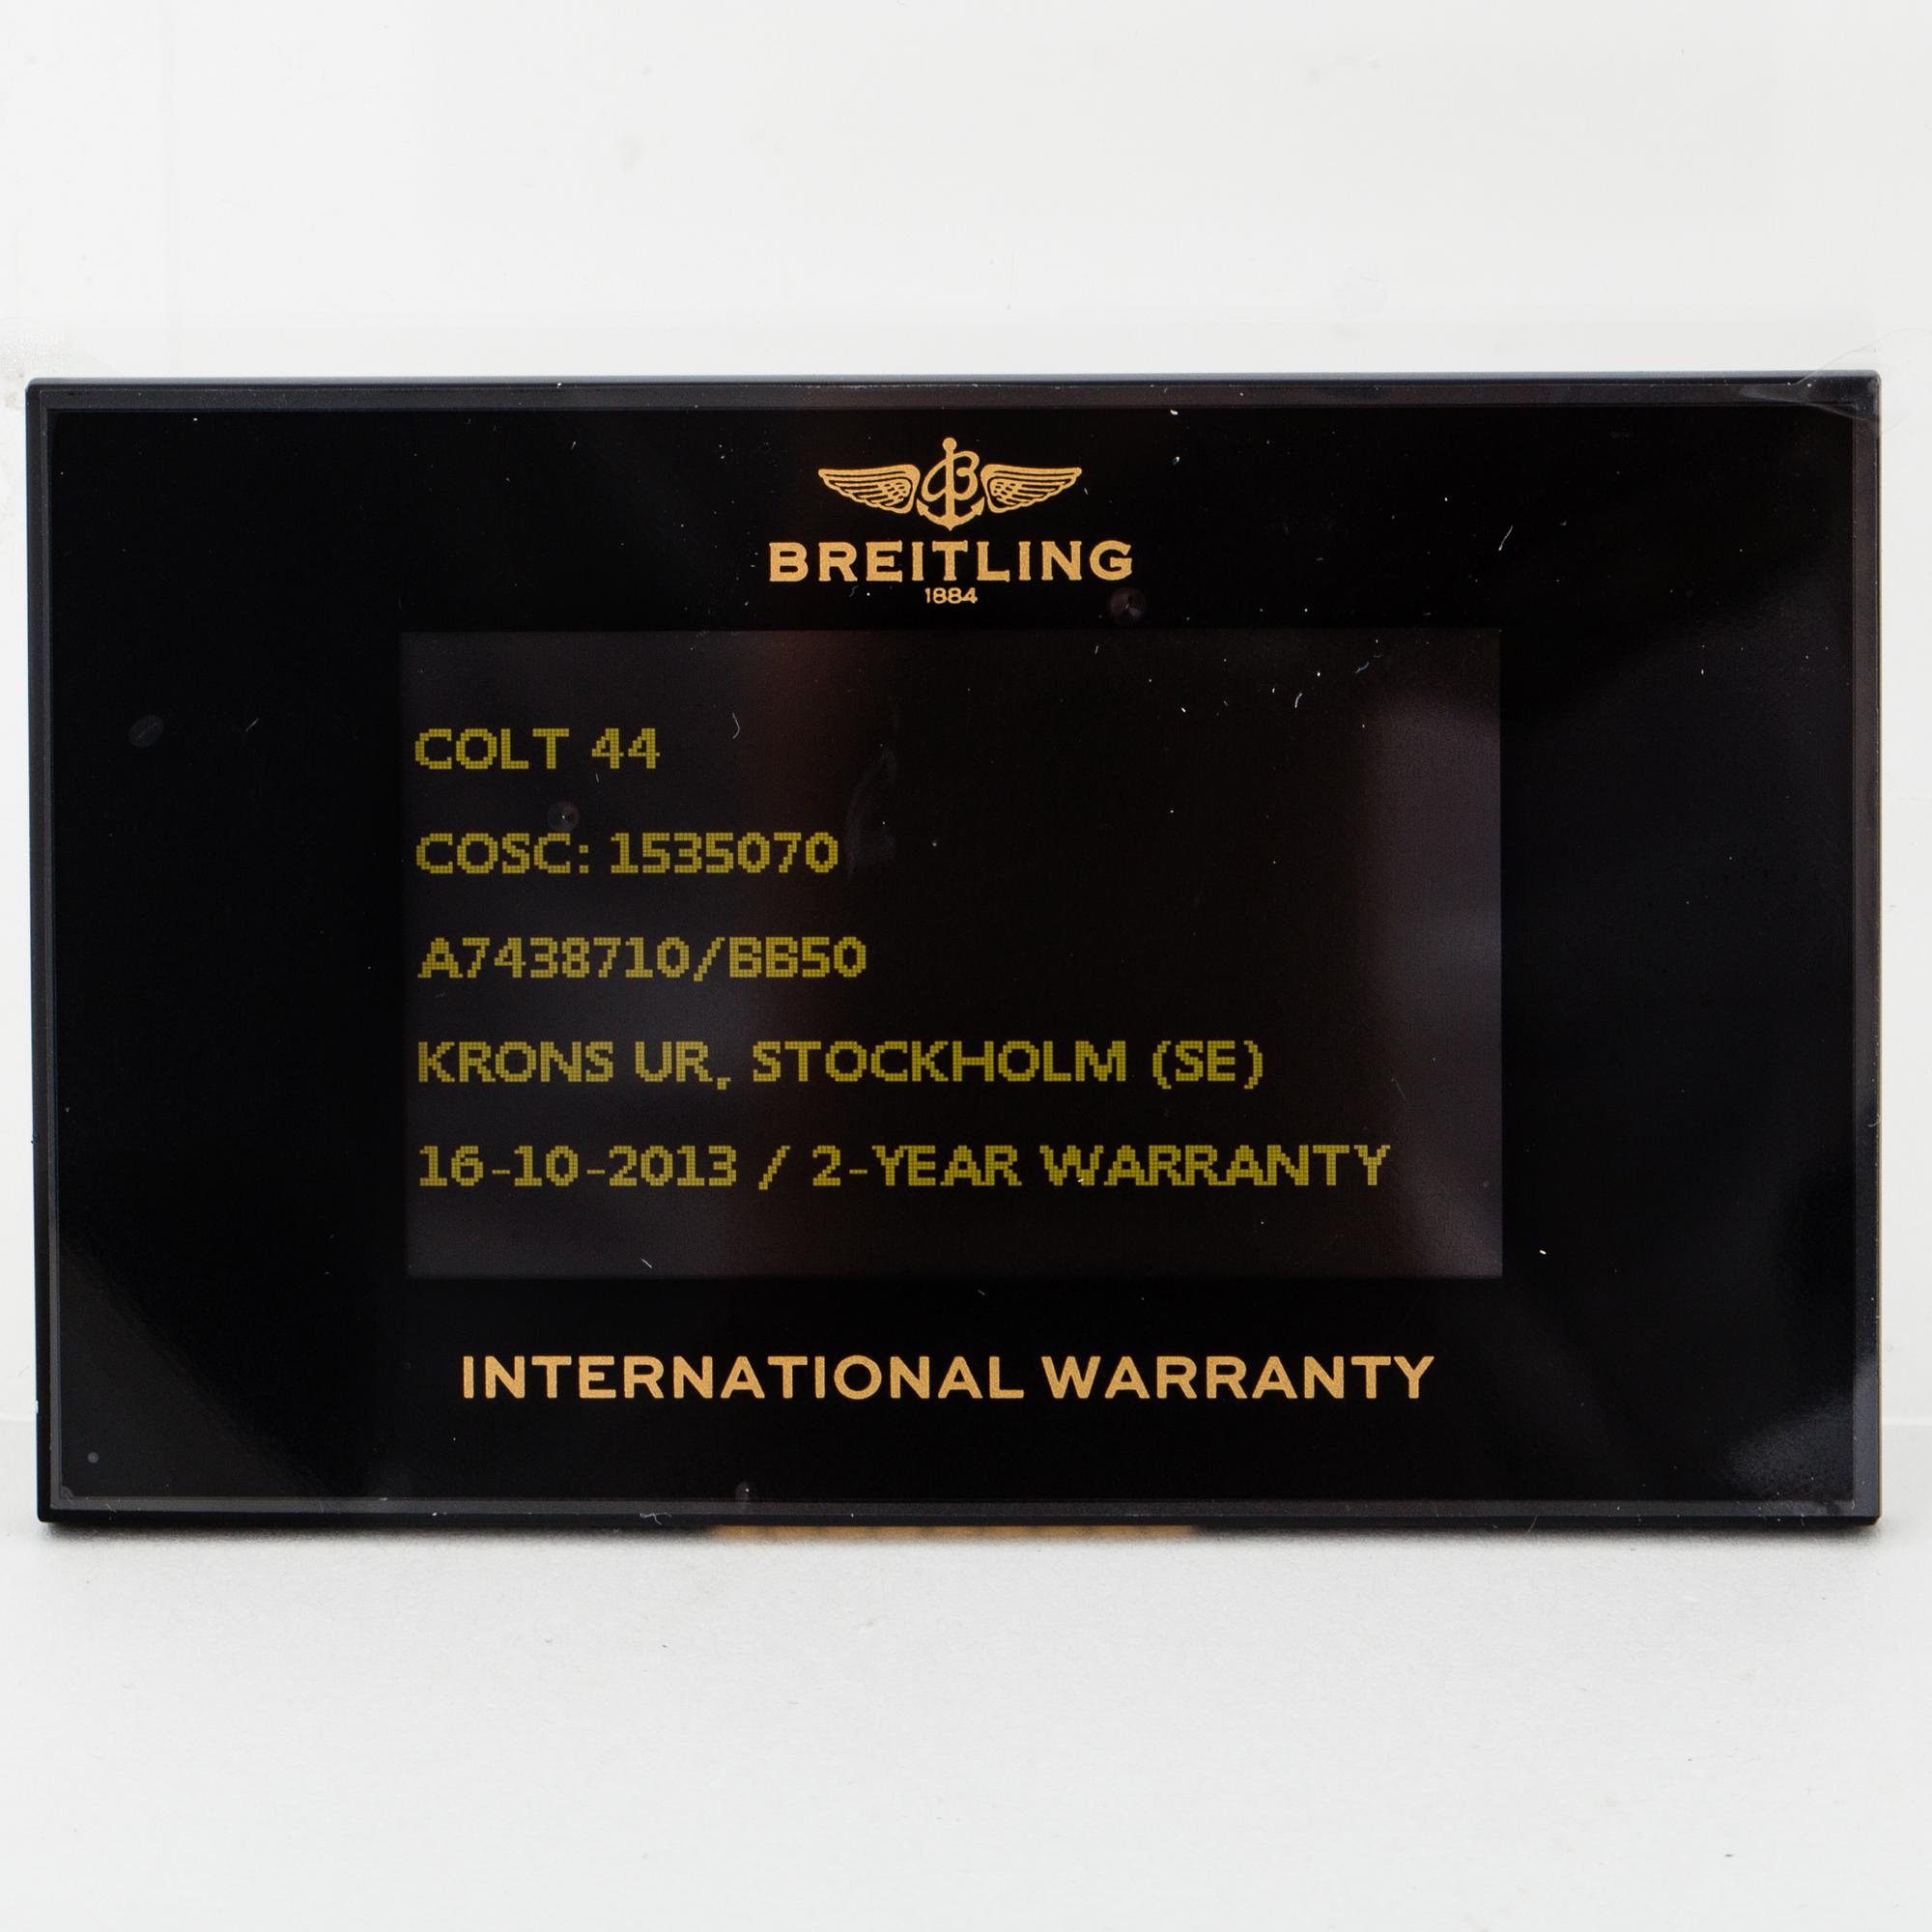 BREITLING
1884
COLT 44
COSC: 1535070
A7438710/BB50
KRONS UR, STOCKHOLM (SE)
16-10-2013 / 2-YEAR WARRANTY
INTERNATIONAL WARRANTY